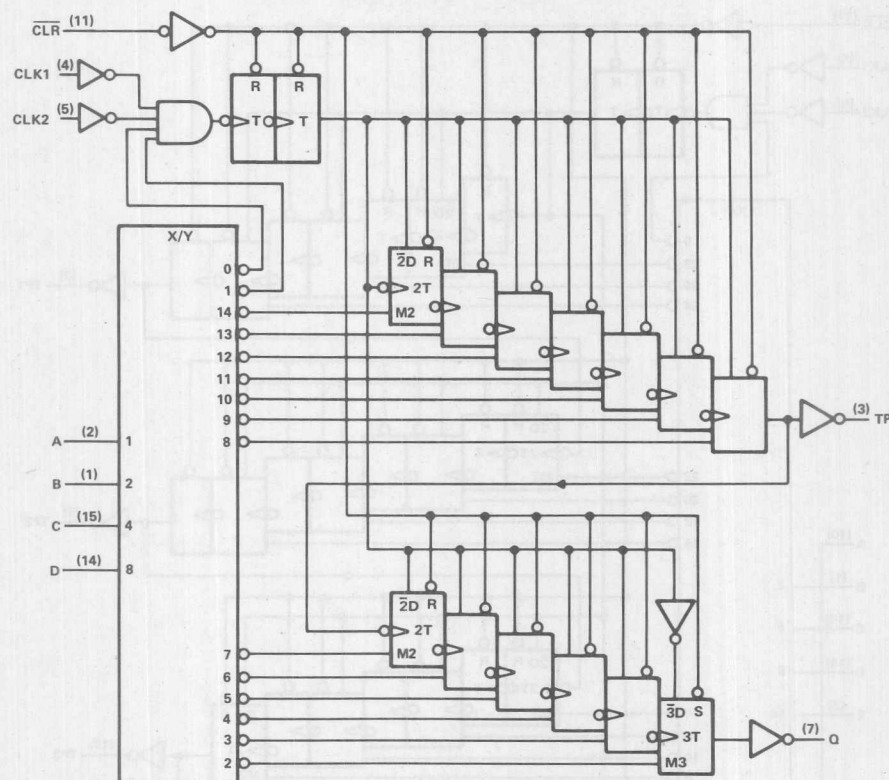 CLR (11)
CLK1 (4)
CLK2 (5)
R R
T T
X/Y
0
1
14
13
12
11
10
9
8
2D R
2T
M2
(3) TP
A (2) 1
B (1) 2
C (15) 4
D (14) 8
2D R
2T
M2
7
6
5
4
3
2
3D S
3T
M3
(7) Q